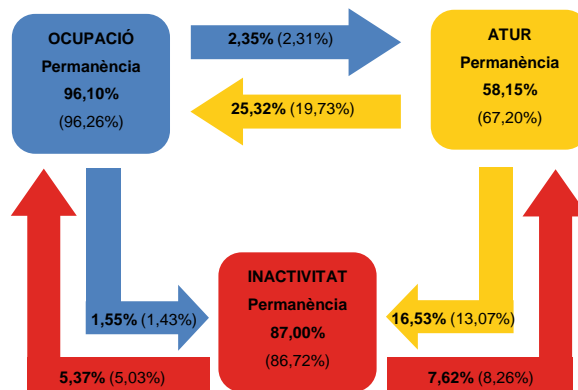 OCUPACIÓ
Permanència
96,10%
(96,26%)
2,35% (2,31%)
25,32% (19,73%)
ATUR
Permanència
58,15%
(67,20%)
INACTIVITAT
Permanència
87,00%
(86,72%)
1,55% (1,43%)
16,53% (13,07%)
5,37% (5,03%)
7,62% (8,26%)